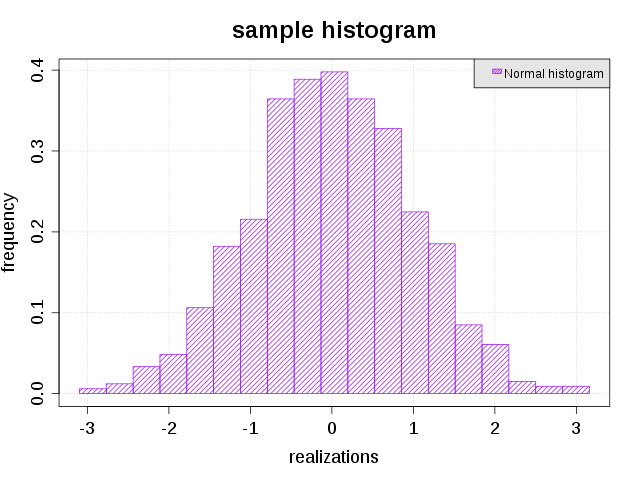 sample histogram
Normal histogram
frequency
0.4
0.3
0.2
0.1
0.0
-3 -2 -1 0 1 2 3
realizations